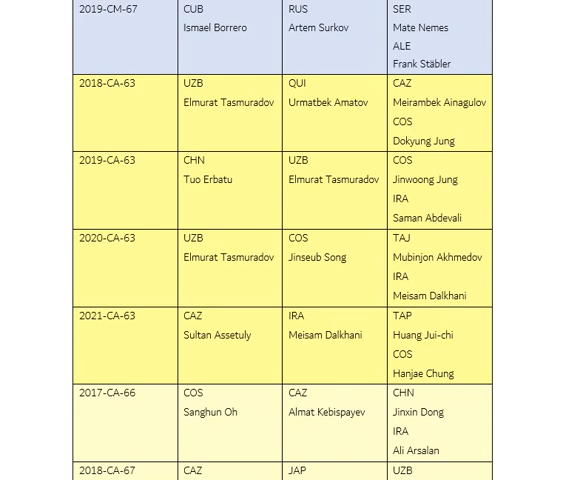 2019-CM-67 CUB RUS SER
Ismael Borrero Artem Surkov Mate Nemes
ALE
Frank Stäbler
2018-CA-63 UZB QUI CAZ
Elmurat Tasmuradov Urmatbek Amatov Meirambek Ainagulov
COS
Dokyung Jung
2019-CA-63 CHN UZB COS
Tuo Erbatu Elmurat Tasmuradov Jinwoong Jung
IRA
Saman Abdevali
2020-CA-63 UZB COS TAJ
Elmurat Tasmuradov Jinseub Song Mubinjon Akhmedov
IRA
Meisam Dalkhani
2021-CA-63 CAZ IRA TAP
Sultan Assetuly Meisam Dalkhani Huang Jui-chi
COS
Hanjae Chung
2017-CA-66 COS CAZ CHN
Sanghun Oh Almat Kebispayev Jinxin Dong
IRA
Ali Arsalan
2018-CA-67 CAZ JAP UZB